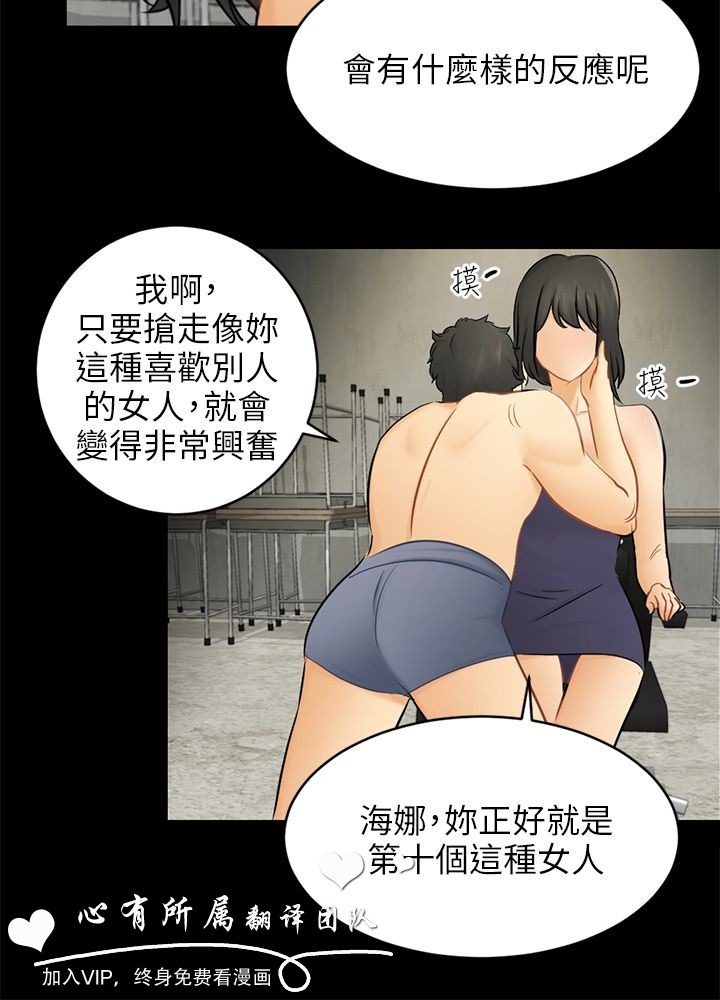 會有什麼樣的反應呢
摸~
我啊，
只要搶走像妳
這種喜歡別人
的女人，就會
變得非常興奮
摸~
海娜，妳正好就是
第十個這種女人
心有所属翻译团队
加入VIP，终身免费看漫画